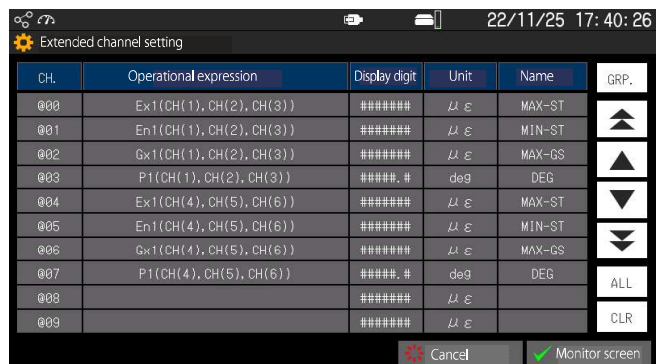 22/11/25 17:40:26
Extended channel setting
CH. Operational expression Display digit Unit Name GRP.
@00 Ex1(CH(1),CH(2),CH(3)) ####### μ ε MAX-ST
@01 En1(CH(1),CH(2),CH(3)) ####### μ ε MIN-ST
@02 Gx1(CH(1),CH(2),CH(3)) ####### μ ε MAX-GS
@03 P1(CH(1),CH(2),CH(3)) #####.# deg DEG
@04 Ex1(CH(4),CH(5),CH(6)) ####### μ ε MAX-ST
@05 En1(CH(4),CH(5),CH(6)) ####### μ ε MIN-ST
@06 Gx1(CH(4),CH(5),CH(6)) ####### μ ε MAX-GS
@07 P1(CH(4),CH(5),CH(6)) #####.# deg DEG
ALL
@08 ####### μ ε
@09 ####### μ ε
CLR
Cancel Monitor screen